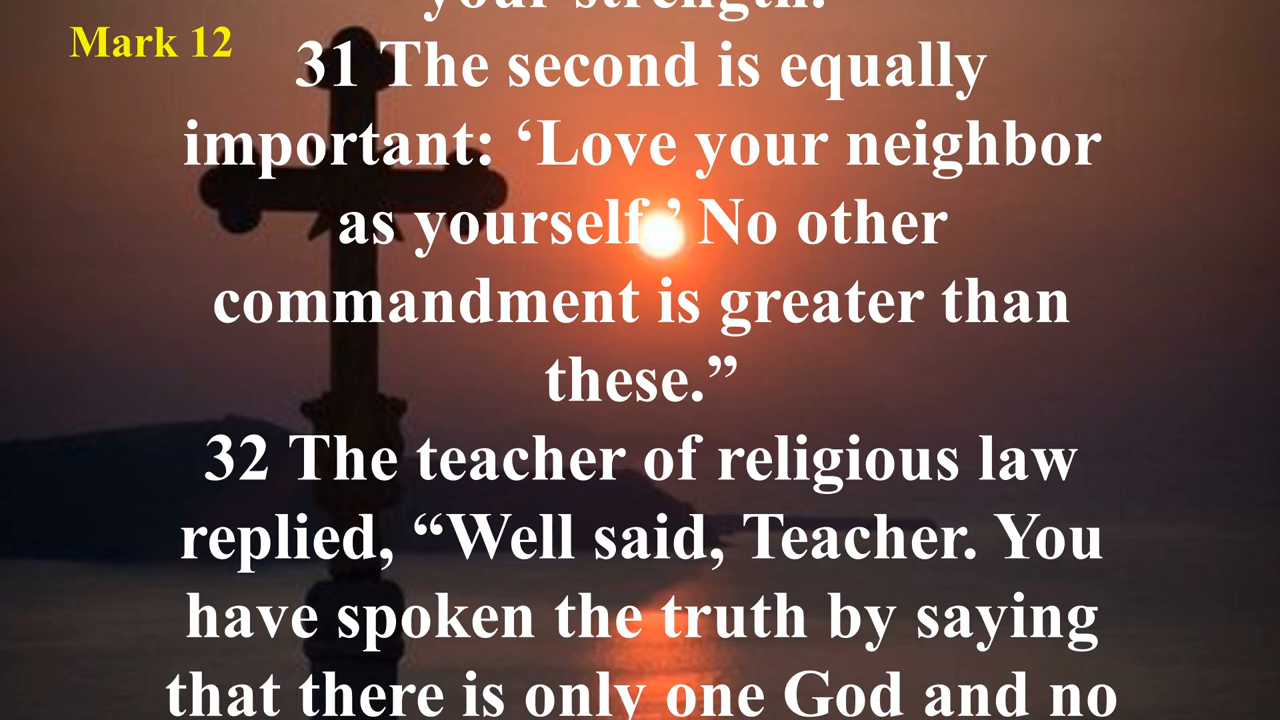 your strength.’
Mark 12
31 The second is equally
important: ‘Love your neighbor
as yourself.’ No other
commandment is greater than
these.”
32 The teacher of religious law
replied, “Well said, Teacher. You
have spoken the truth by saying
that there is only one God and no